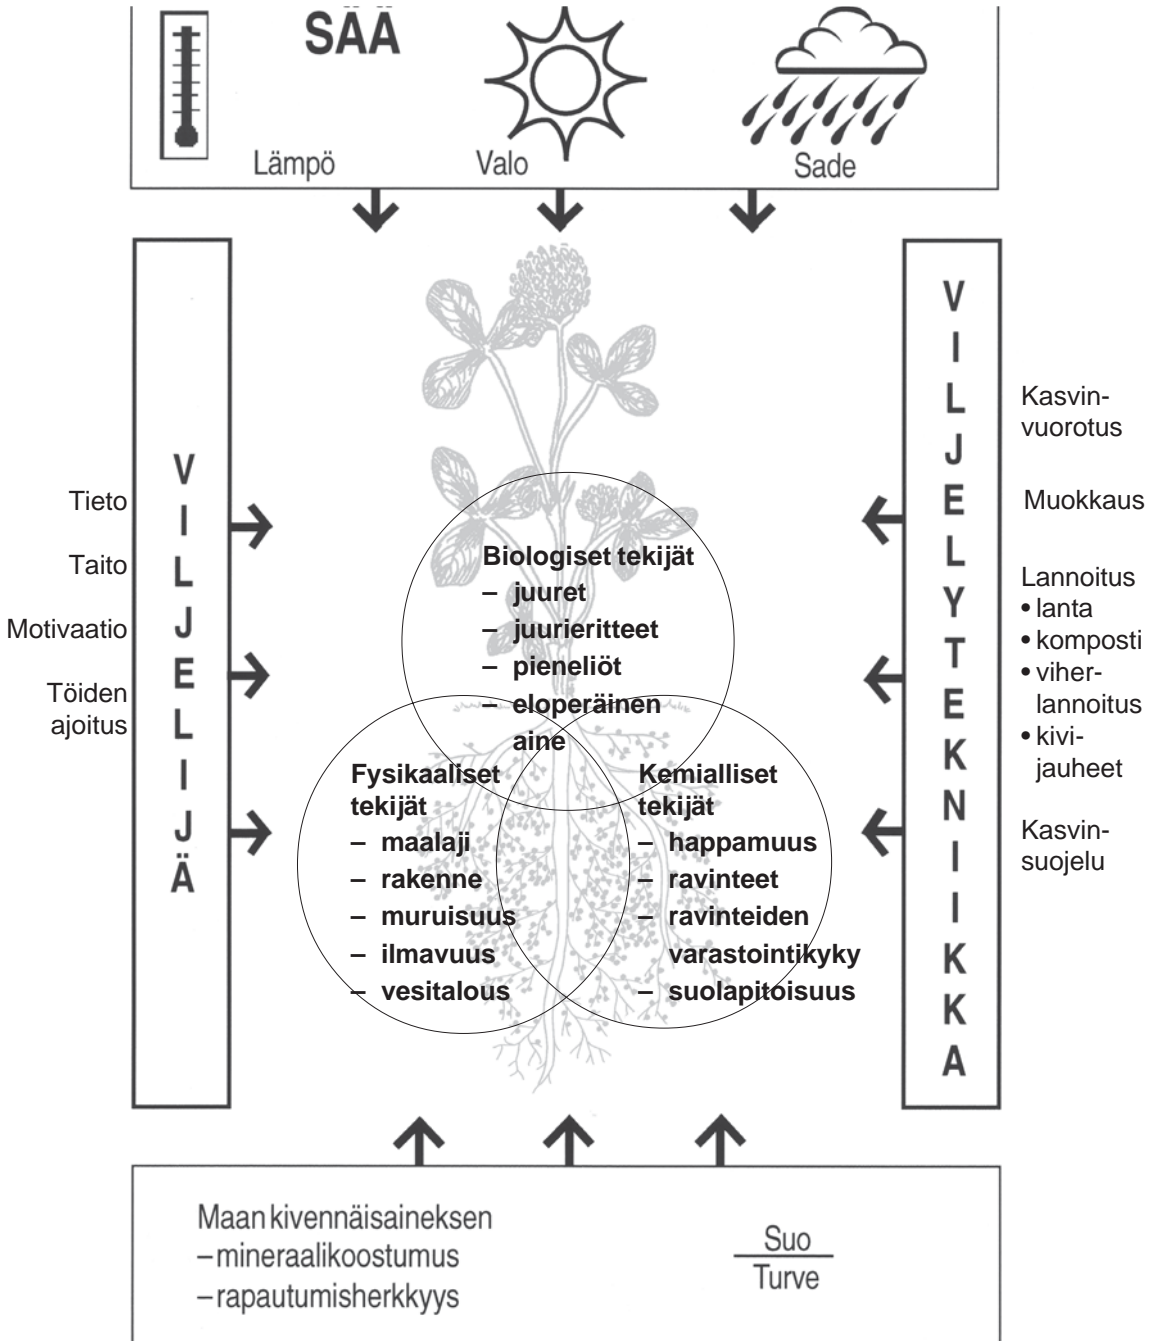 SÄÄ
Lämpö
Valo
Sade
VILJELIJÄ
Tieto
Taito
Motivaatio
Töiden
ajoitus
Biologiset tekijät
– juuret
– juurieritteet
– pieneliöt
– eloperäinen
aine
Fysikaaliset
tekijät
– maalaji
– rakenne
– muruisuus
– ilmavuus
– vesitalous
Kemialliset
tekijät
– happamuus
– ravinteet
– ravinteiden
varastointikyky
– suolapitoisuus
VILJELYTEKNIIKKA
Kasvin-
vuorotus
Muokkaus
Lannoitus
• lanta
• komposti
• viher-
lannoitus
• kivi-
jauheet
Kasvin-
suojelu
Maan kivennäisaineksen
– mineraalikoostumus
– rapautumisherkkyys
Suo
Turve